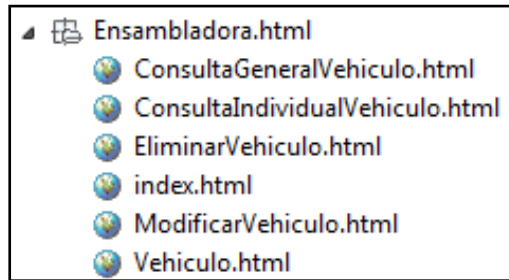 Ensambladora.html
ConsultaGeneralVehiculo.html
ConsultaIndividualVehiculo.html
EliminarVehiculo.html
index.html
ModificarVehiculo.html
Vehiculo.html